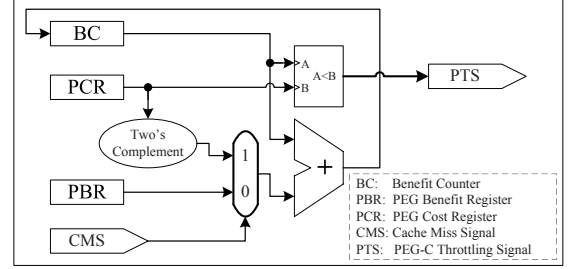 BC
A
A<B
B
PTS
PCR
Two's
Complement
1
+
PBR
0
CMS
BC: Benefit Counter
PBR: PEG Benefit Register
PCR: PEG Cost Register
CMS: Cache Miss Signal
PTS: PEG-C Throttling Signal